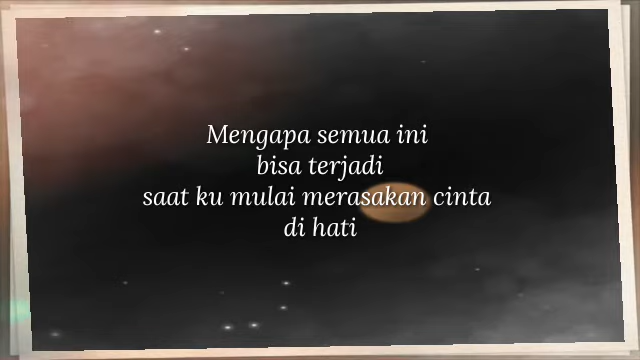 Mengapa semua ini
bisa terjadi
saat ku mulai merasakan cinta
di hati